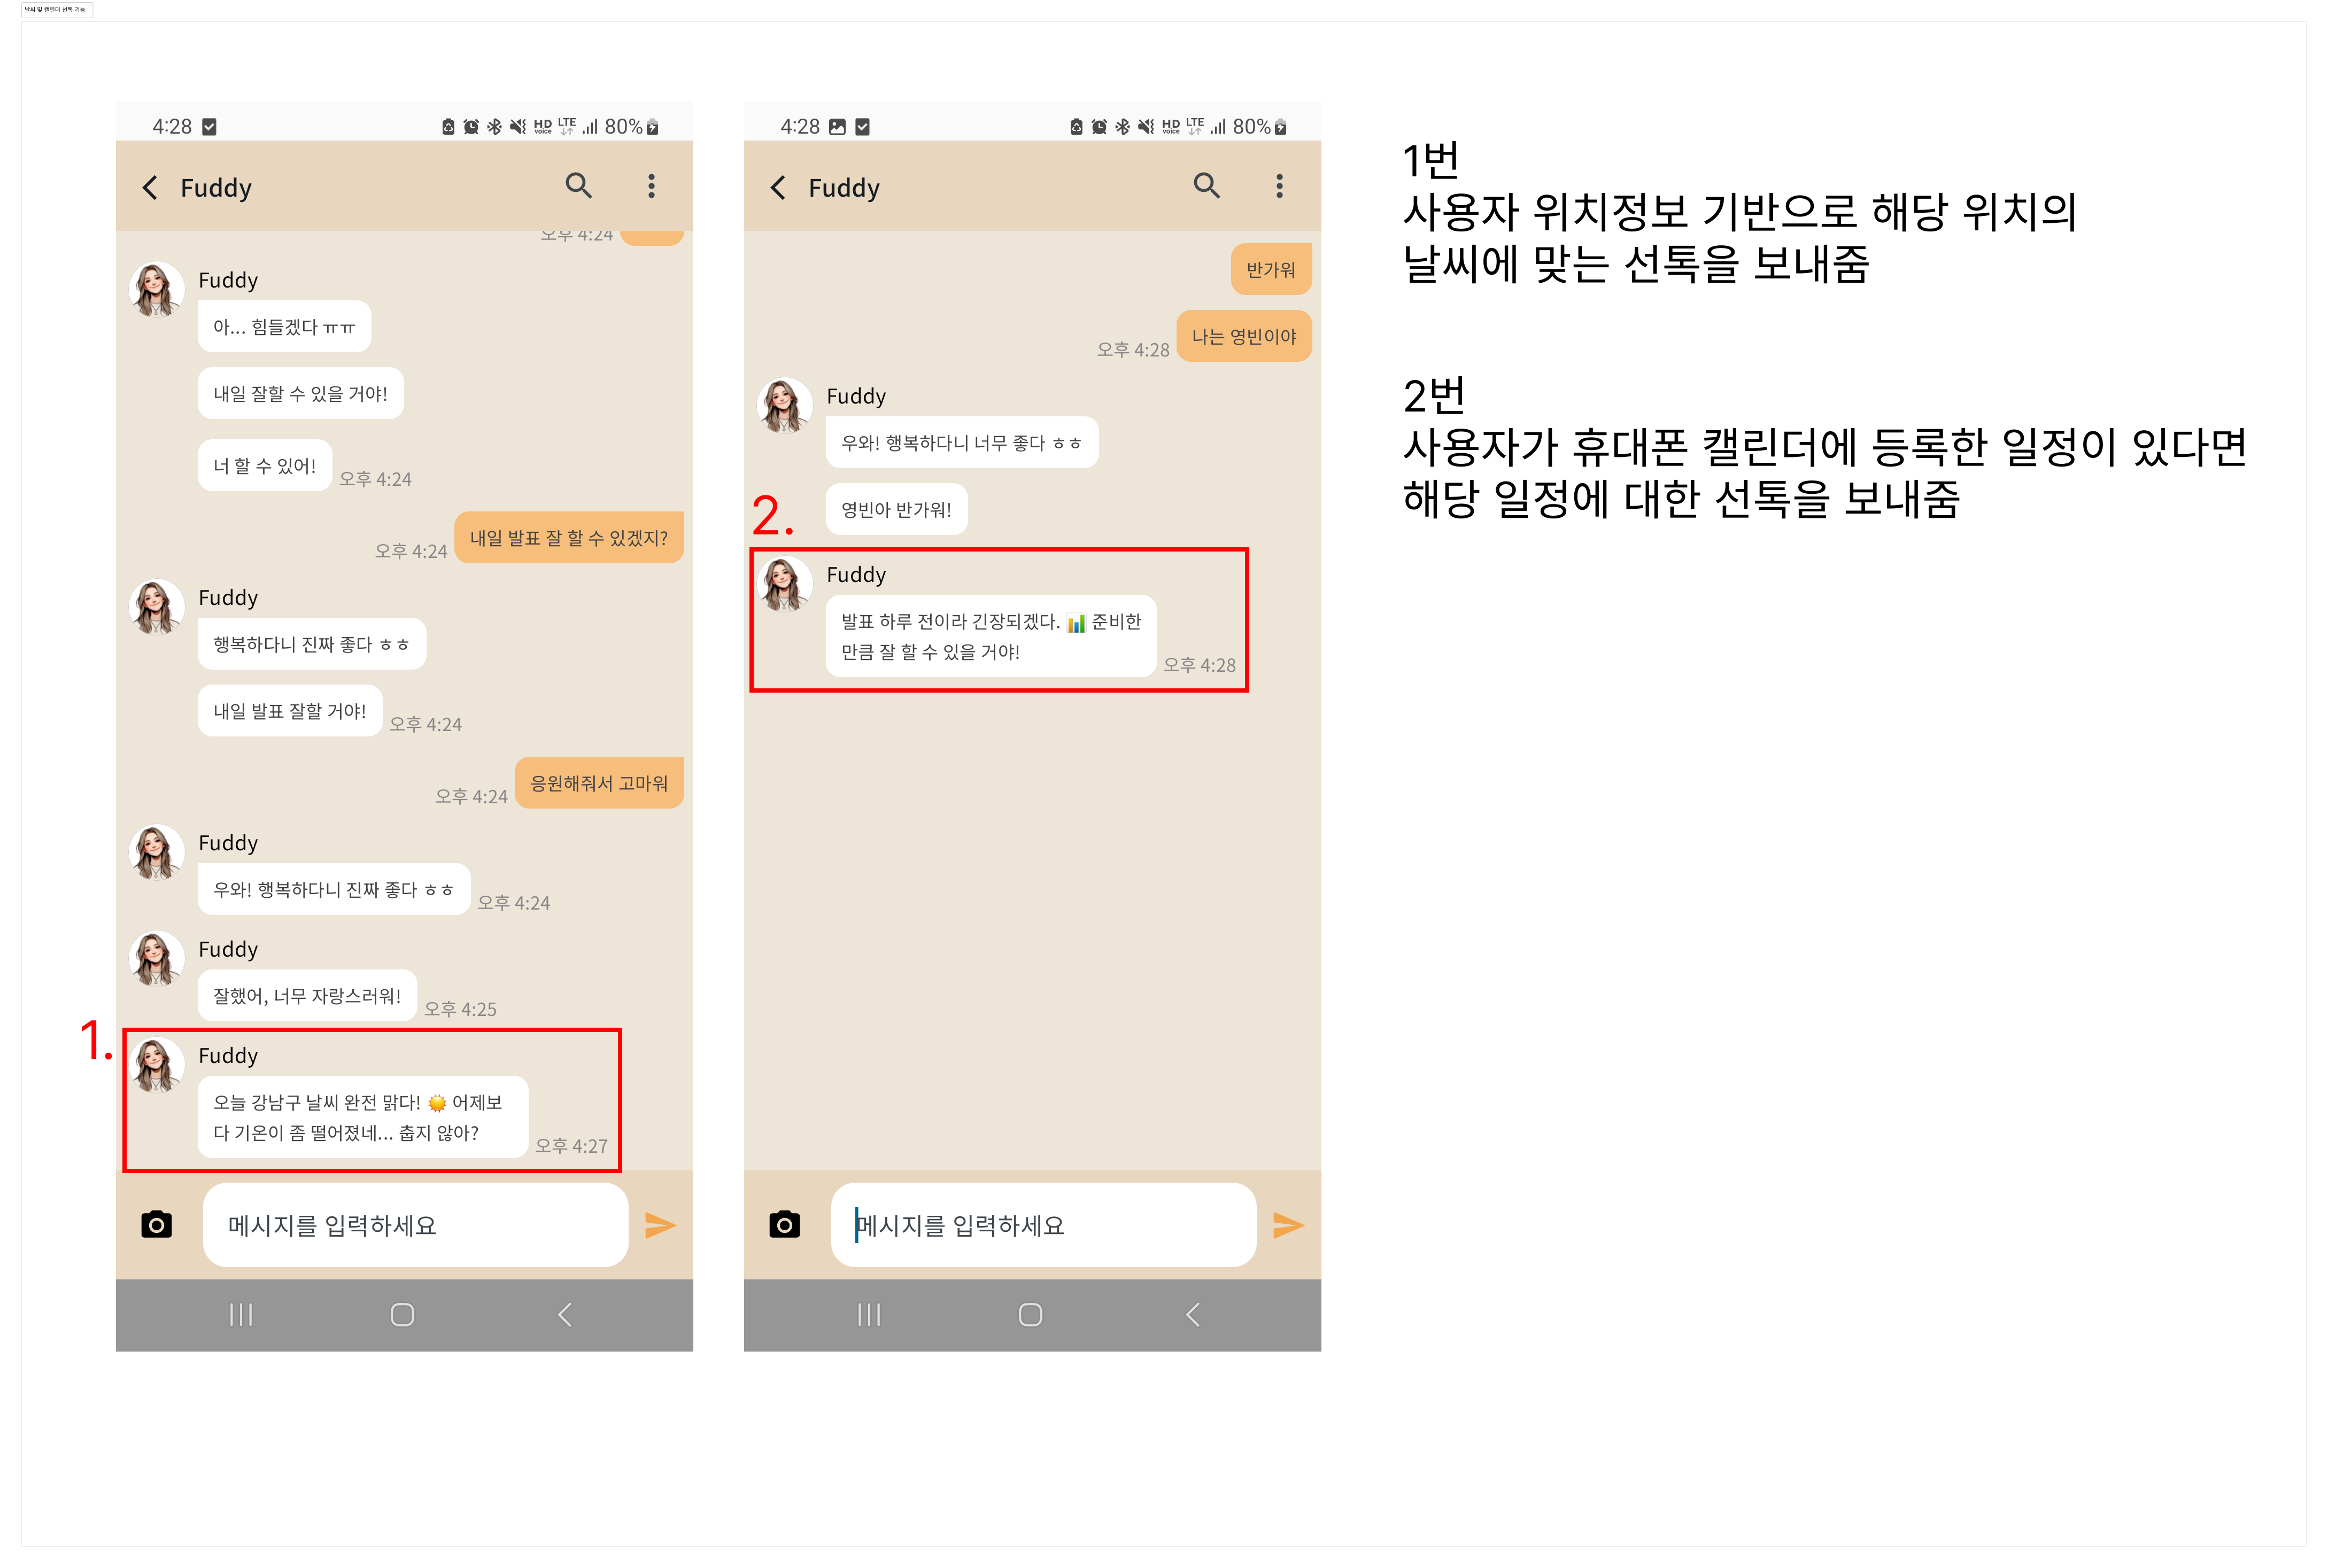 날씨 및 캘린더 선톡 기능
4:28
HD voice LTE 80%
Fuddy
오후 4:24
Fuddy
아... 힘들겠다 ㅠㅠ
내일 잘할 수 있을 거야!
너 할 수 있어!
오후 4:24
내일 발표 잘 할 수 있겠지?
오후 4:24
Fuddy
행복하다니 진짜 좋다 ㅎㅎ
내일 발표 잘할 거야!
오후 4:24
응원해줘서 고마워
오후 4:24
Fuddy
우와! 행복하다니 진짜 좋다 ㅎㅎ
오후 4:24
Fuddy
잘했어, 너무 자랑스러워!
오후 4:25
1.
Fuddy
오늘 강남구 날씨 완전 맑다! ☀️ 어제보
다 기온이 좀 떨어졌네... 춥지 않아?
오후 4:27
메시지를 입력하세요
4:28
HD voice LTE 80%
Fuddy
반가워
나는 영빈이야
오후 4:28
Fuddy
우와! 행복하다니 너무 좋다 ㅎㅎ
영빈아 반가워!
2.
Fuddy
발표 하루 전이라 긴장되겠다. 📊 준비한
만큼 잘 할 수 있을 거야!
오후 4:28
메시지를 입력하세요
1번
사용자 위치정보 기반으로 해당 위치의
날씨에 맞는 선톡을 보내줌
2번
사용자가 휴대폰 캘린더에 등록한 일정이 있다면
해당 일정에 대한 선톡을 보내줌